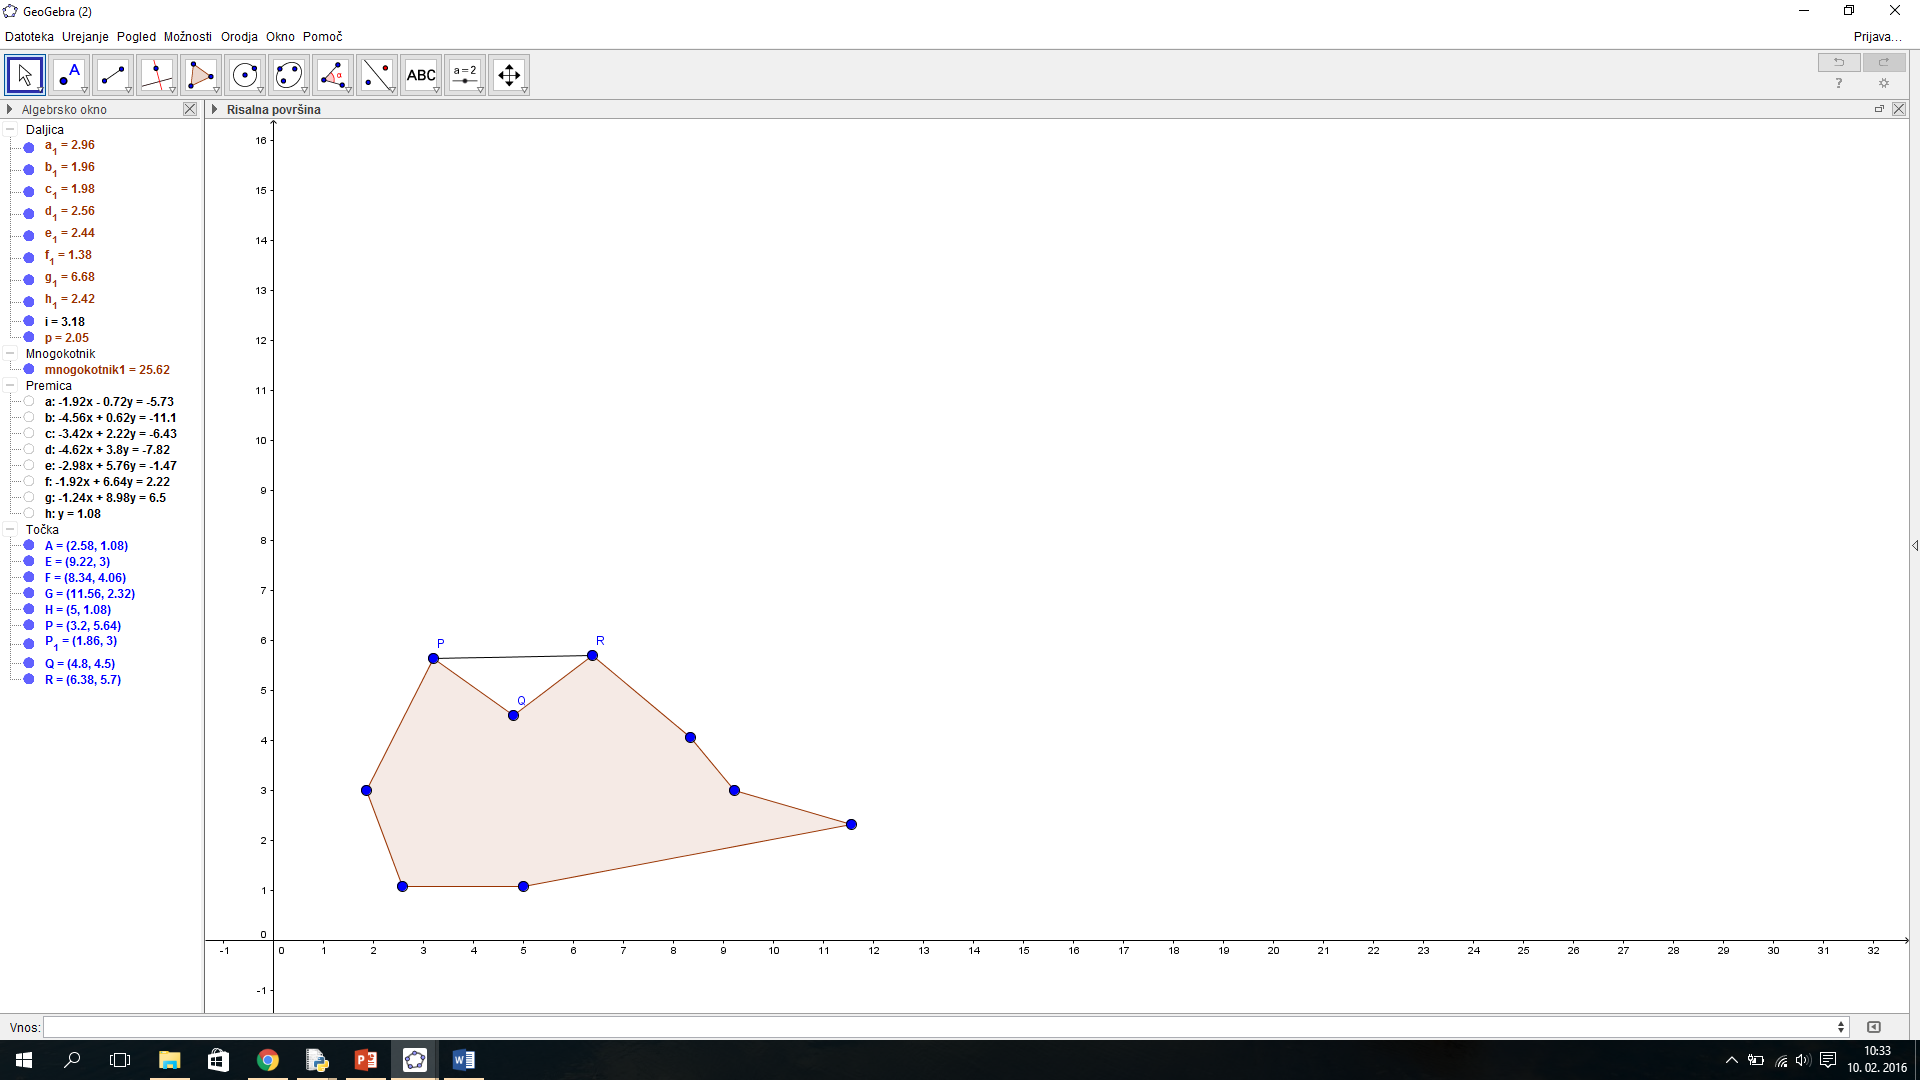 GeoGebra (2)
Datoteka Urejanje Pogled Možnosti Orodja Okno Pomoč
Prijava...
A
α
ABC
a=2
?
Algebrsko okno
Risalna površina
Daljica
a1 = 2.96
b1 = 1.96
c1 = 1.98
d1 = 2.56
e1 = 2.44
f1 = 1.38
g1 = 6.68
h1 = 2.42
i = 3.18
p = 2.05
Mnogokotnik
mnogokotnik1 = 25.62
Premica
a: -1.92x - 0.72y = -5.73
b: -4.56x + 0.62y = -11.1
c: -3.42x + 2.22y = -6.43
d: -4.62x + 3.8y = -7.82
e: -2.98x + 5.76y = -1.47
f: -1.92x + 6.64y = 2.22
g: -1.24x + 8.98y = 6.5
h: y = 1.08
Točka
A = (2.58, 1.08)
E = (9.22, 3)
F = (8.34, 4.06)
G = (11.56, 2.32)
H = (5, 1.08)
P = (3.2, 5.64)
P1 = (1.86, 3)
Q = (4.8, 4.5)
R = (6.38, 5.7)
16
15
14
13
12
11
10
9
8
7
6
5
4
3
2
1
0
-1
P
R
Q
-1 0 1 2 3 4 5 6 7 8 9 10 11 12 13 14 15 16 17 18 19 20 21 22 23 24 25 26 27 28 29 30 31 32
Vnos:
10:33
10. 02. 2016